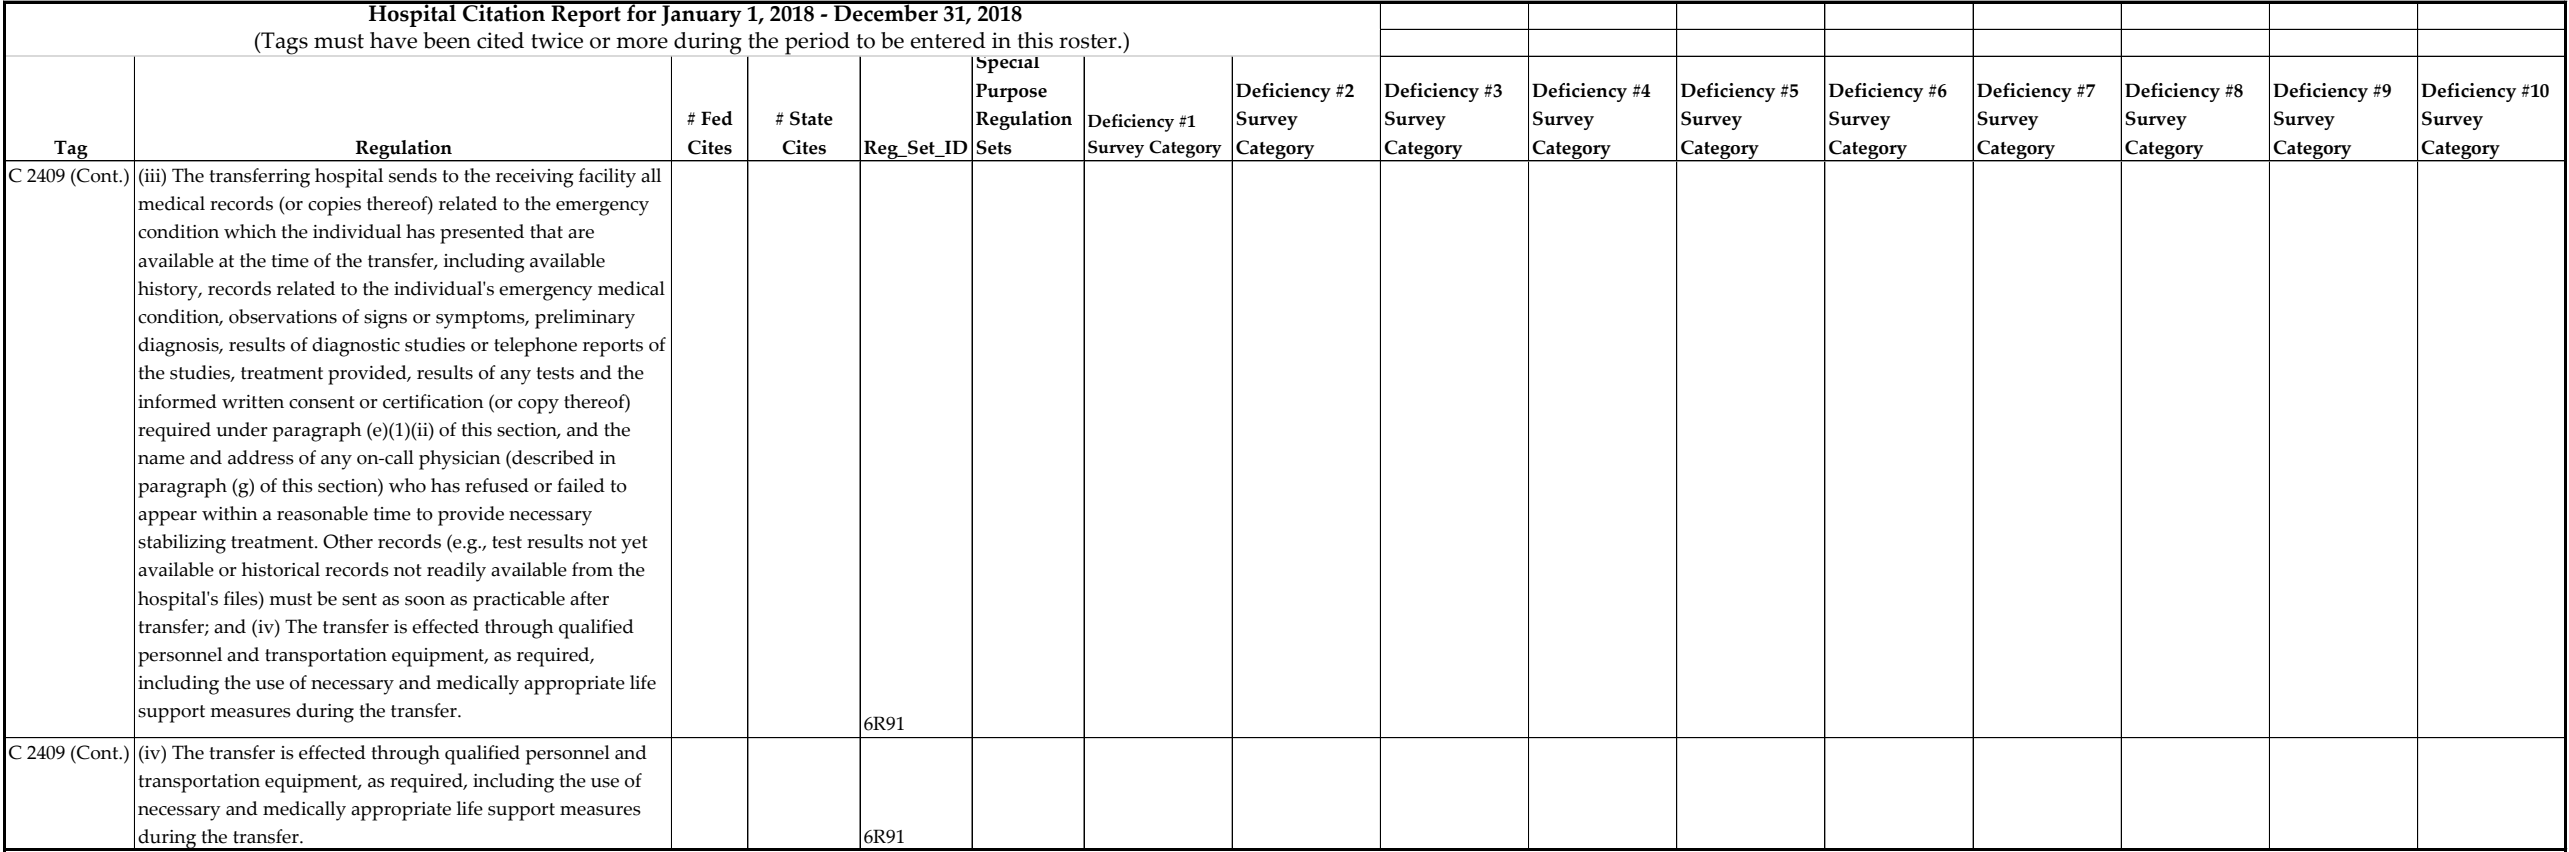 Hospital Citation Report for January 1, 2018 - December 31, 2018
(Tags must have been cited twice or more during the period to be entered in this roster.)
Tag
Regulation
# Fed
Cites
# State
Cites
Reg_Set_ID
Special
Purpose
Regulation
Sets
Deficiency #1
Survey Category
Deficiency #2
Survey
Category
Deficiency #3
Survey
Category
Deficiency #4
Survey
Category
Deficiency #5
Survey
Category
Deficiency #6
Survey
Category
Deficiency #7
Survey
Category
Deficiency #8
Survey
Category
Deficiency #9
Survey
Category
Deficiency #10
Survey
Category
C 2409 (Cont.)
(iii) The transferring hospital sends to the receiving facility all
medical records (or copies thereof) related to the emergency
condition which the individual has presented that are
available at the time of the transfer, including available
history, records related to the individual's emergency medical
condition, observations of signs or symptoms, preliminary
diagnosis, results of diagnostic studies or telephone reports of
the studies, treatment provided, results of any tests and the
informed written consent or certification (or copy thereof)
required under paragraph (e)(1)(ii) of this section, and the
name and address of any on-call physician (described in
paragraph (g) of this section) who has refused or failed to
appear within a reasonable time to provide necessary
stabilizing treatment. Other records (e.g., test results not yet
available or historical records not readily available from the
hospital's files) must be sent as soon as practicable after
transfer; and (iv) The transfer is effected through qualified
personnel and transportation equipment, as required,
including the use of necessary and medically appropriate life
support measures during the transfer.
6R91
C 2409 (Cont.)
(iv) The transfer is effected through qualified personnel and
transportation equipment, as required, including the use of
necessary and medically appropriate life support measures
during the transfer.
6R91